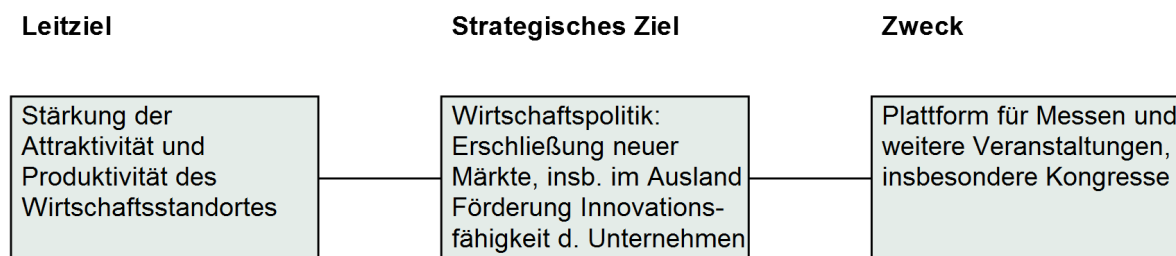 Leitziel
Strategisches Ziel
Zweck
Stärkung der
Attraktivität und
Produktivität des
Wirtschaftsstandortes
Wirtschaftspolitik:
Erschließung neuer
Märkte, insb. im Ausland
Förderung Innovations-
fähigkeit d. Unternehmen
Plattform für Messen und
weitere Veranstaltungen,
insbesondere Kongresse